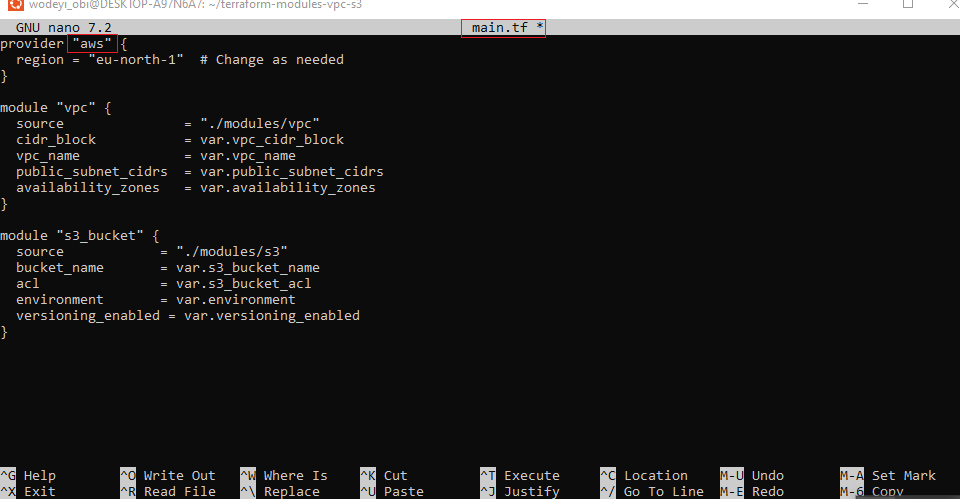 wodeyi_obi@DESKTOP-A97N6A7: ~/terraform-modules-vpc-s3
GNU nano 7.2 main.tf *
provider "aws" {
  region = "eu-north-1"  # Change as needed
}

module "vpc" {
  source               = "./modules/vpc"
  cidr_block           = var.vpc_cidr_block
  vpc_name             = var.vpc_name
  public_subnet_cidrs  = var.public_subnet_cidrs
  availability_zones   = var.availability_zones
}

module "s3_bucket" {
  source            = "./modules/s3"
  bucket_name       = var.s3_bucket_name
  acl               = var.s3_bucket_acl
  environment       = var.environment
  versioning_enabled = var.versioning_enabled
}

^G Help ^O Write Out ^W Where Is ^K Cut ^T Execute ^C Location M-U Undo M-A Set Mark
^X Exit ^R Read File ^\ Replace ^U Paste ^J Justify ^/ Go To Line M-E Redo M-6 Copy